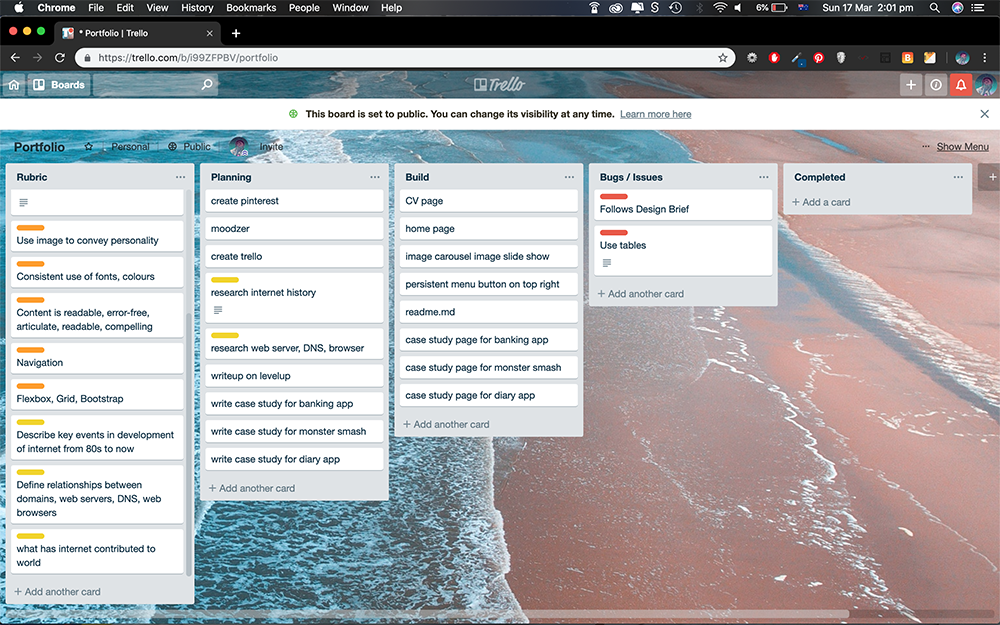 Chrome File Edit View History Bookmarks People Window Help
6% Sun 17 Mar 2:01 pm
* Portfolio | Trello
https://trello.com/b/i99ZFPBV/portfolio
Boards
Trello
This board is set to public. You can change its visibility at any time. Learn more here
Portfolio Personal Public Invite
... Show Menu
Rubric
Use image to convey personality
Consistent use of fonts, colours
Content is readable, error-free,
articulate, readable, compelling
Navigation
Flexbox, Grid, Bootstrap
Describe key events in development
of internet from 80s to now
Define relationships between
domains, web servers, DNS, web
browsers
what has internet contributed to
world
+ Add another card
Planning
create pinterest
moodzer
create trello
research internet history
research web server, DNS, browser
writeup on levelup
write case study for banking app
write case study for monster smash
write case study for diary app
+ Add another card
Build
CV page
home page
image carousel image slide show
persistent menu button on top right
readme.md
case study page for banking app
case study page for monster smash
case study page for diary app
+ Add another card
Bugs / Issues
Follows Design Brief
Use tables
+ Add another card
Completed
+ Add a card